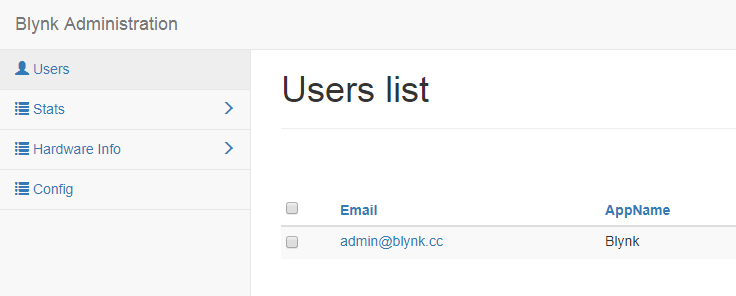 Blynk Administration
Users
Stats
Hardware Info
Config
Users list
Email AppName
admin@blynk.cc Blynk